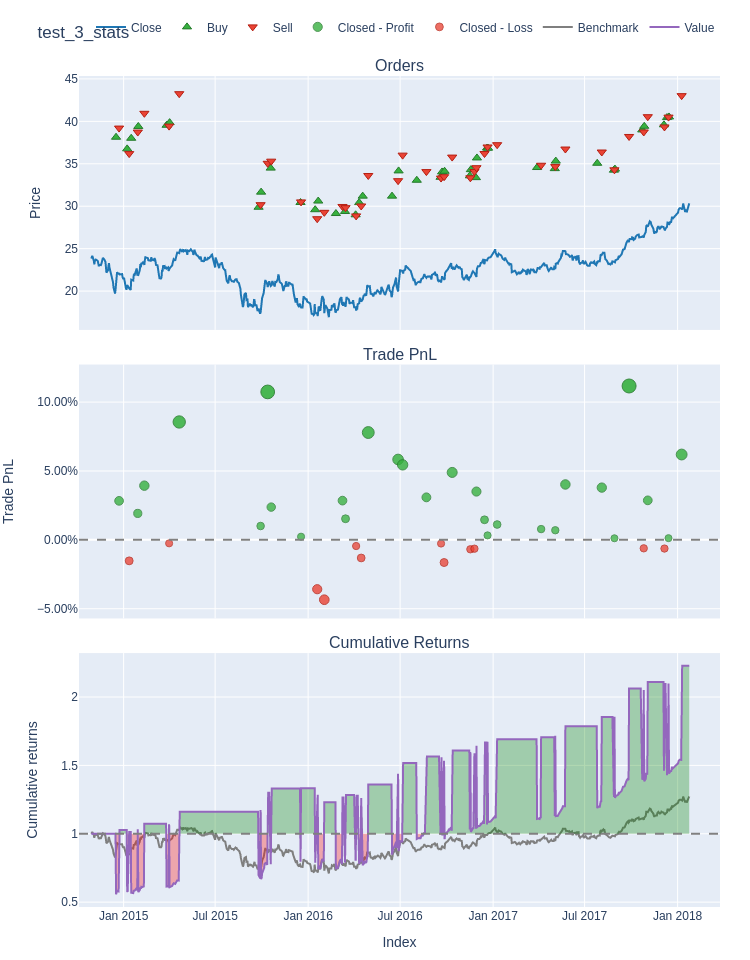 test_3_stats
Close Buy Sell Closed - Profit Closed - Loss Benchmark Value
Orders
45
40
35
30
25
20
Price
Trade PnL
10.00%
5.00%
0.00%
−5.00%
Trade PnL
Cumulative Returns
2
1.5
1
0.5
Cumulative returns
Jan 2015 Jul 2015 Jan 2016 Jul 2016 Jan 2017 Jul 2017 Jan 2018
Index